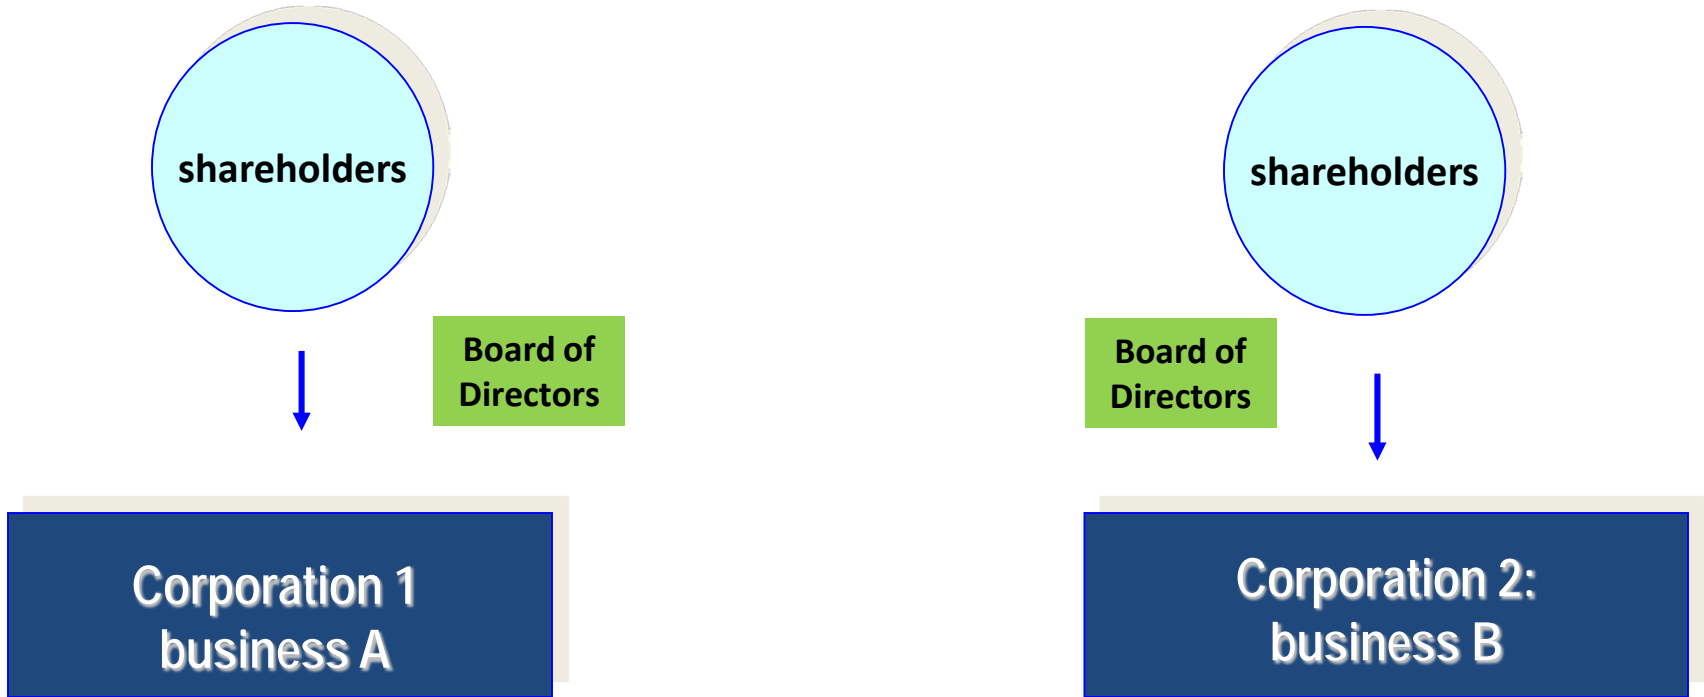 shareholders
shareholders
Board of
Directors
Board of
Directors
Corporation 1
business A
Corporation 2:
business B